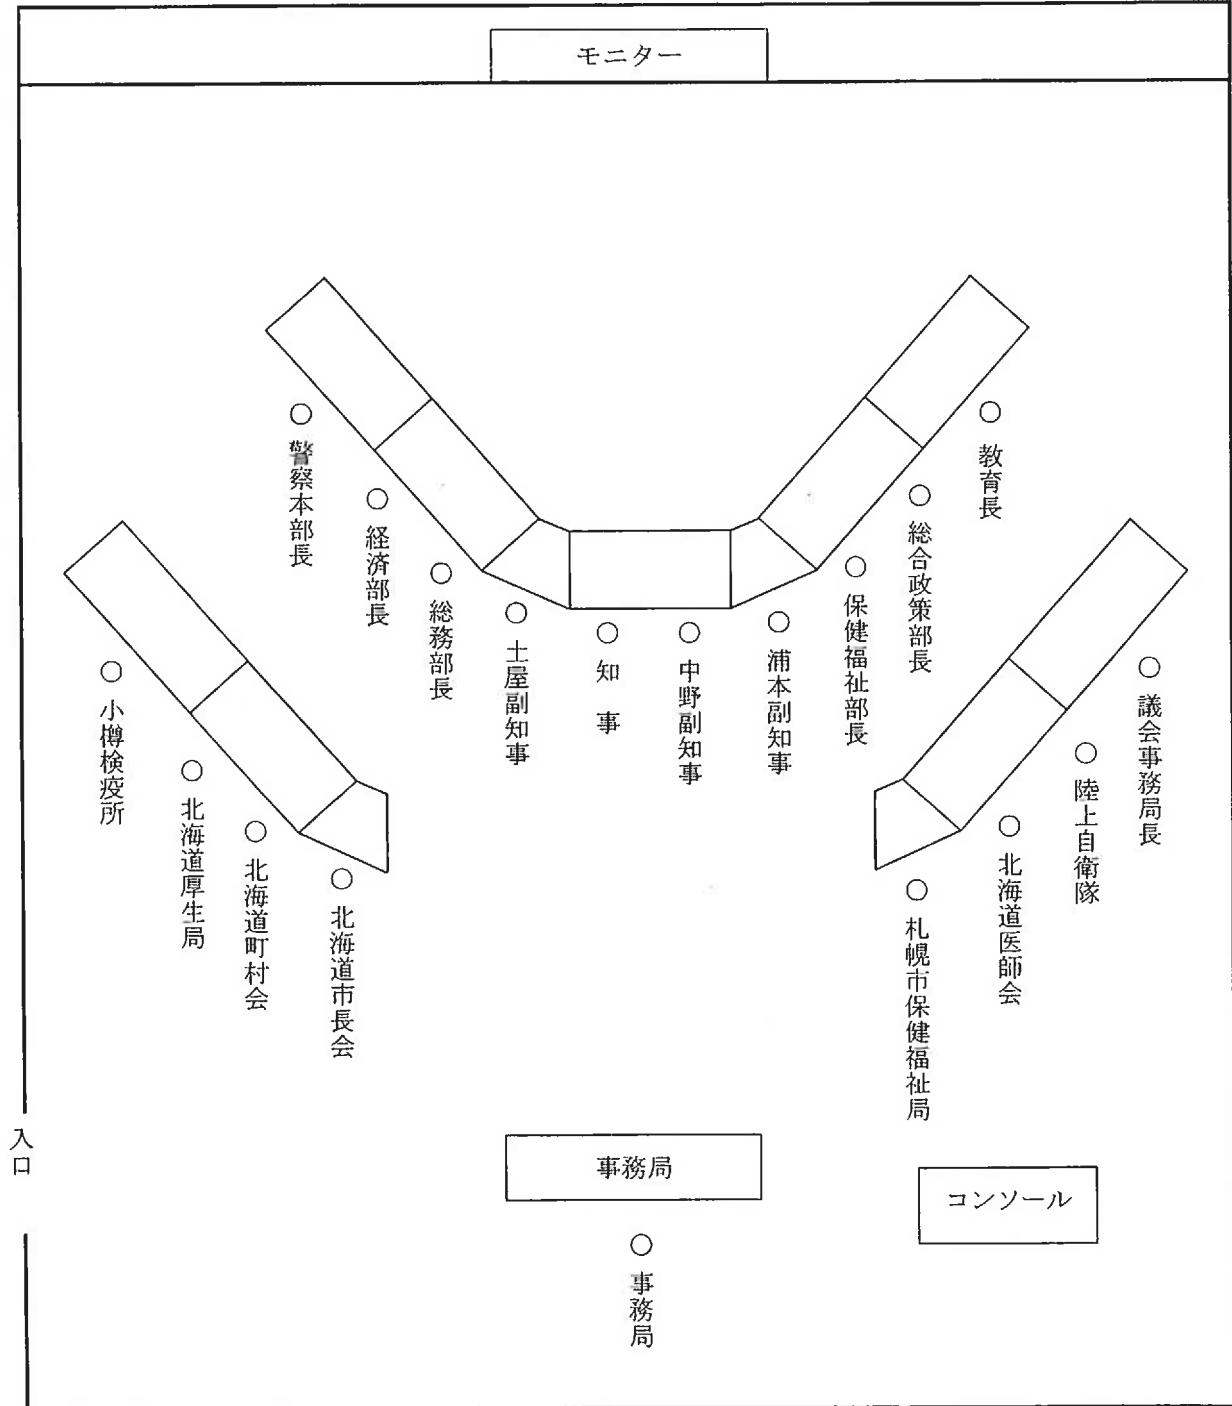 モニター
警察本部長
経済部長
総務部長
土屋副知事
知事
中野副知事
浦本副知事
保健福祉部長
総合政策部長
教育長
小樽検疫所
北海道厚生局
北海道町村会
北海道市長会
札幌市保健福祉局
北海道医師会
陸上自衛隊
議会事務局長
入口
事務局
コンソール
事務局